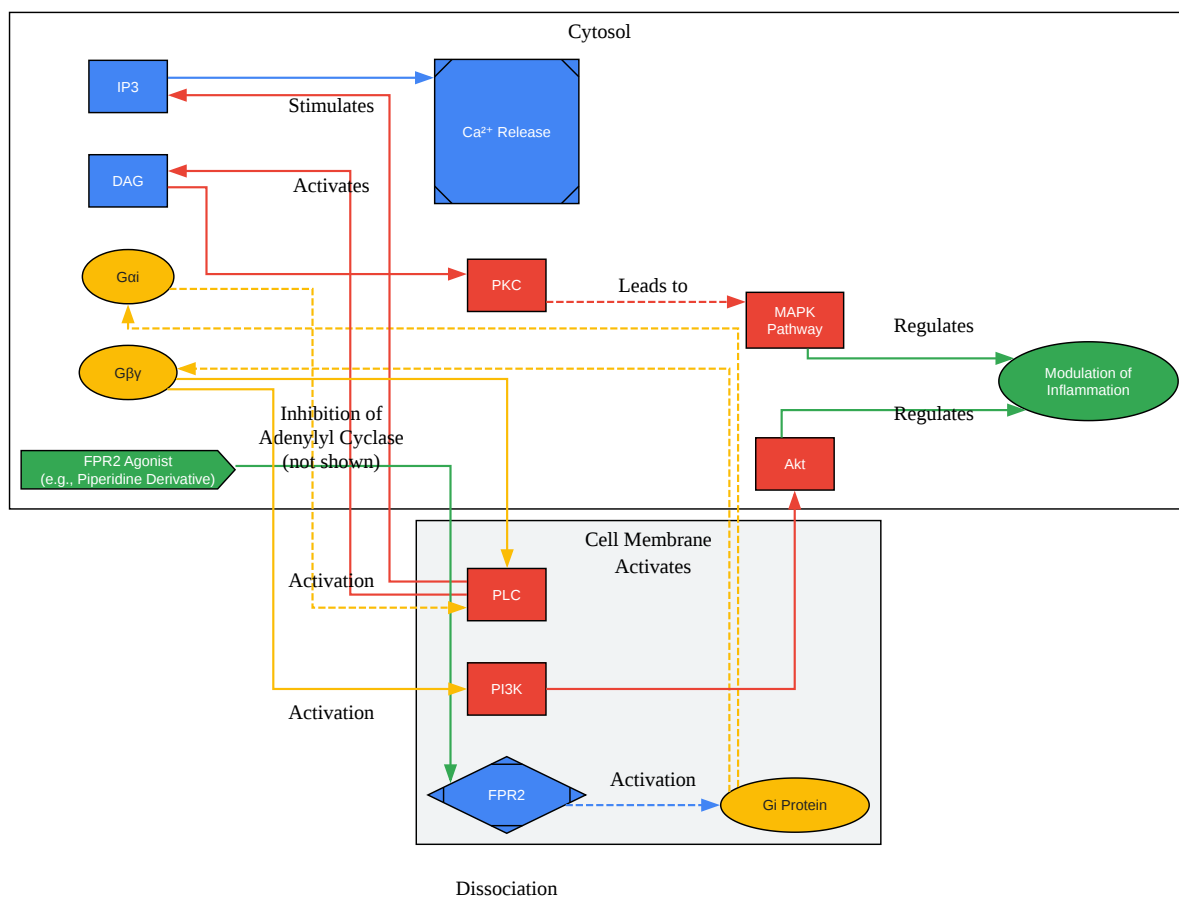 Cytosol
IP3
Stimulates
Ca²⁺ Release
DAG
Activates
Gαi
PKC
Leads to
MAPK
Pathway
Regulates
Gβγ
Modulation of
Inflammation
Inhibition of
Adenylyl Cyclase
(not shown)
Regulates
FPR2 Agonist
(e.g., Piperidine Derivative)
Akt
Cell Membrane
Activates
Activation
PLC
PI3K
Activation
FPR2
Activation
Gi Protein
Dissociation